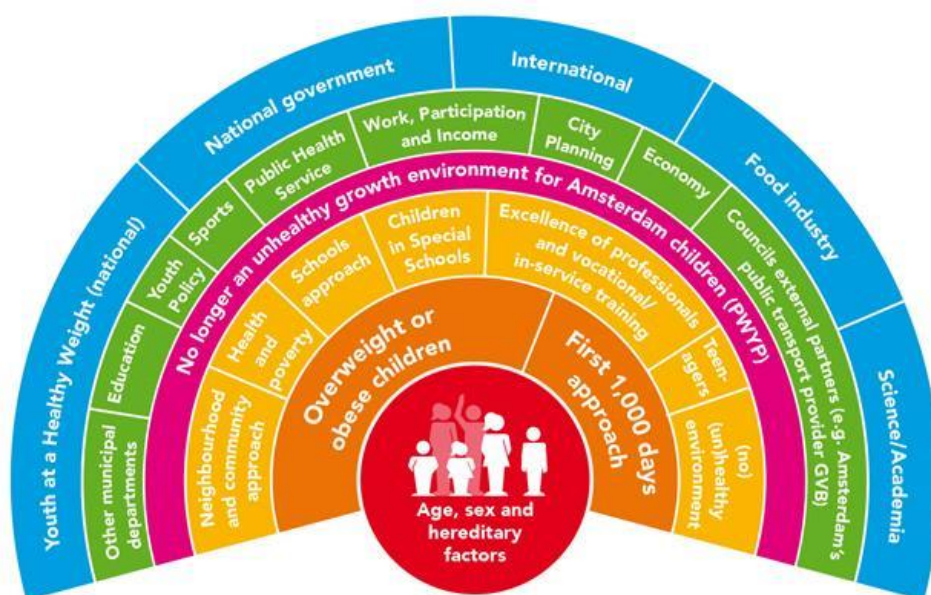 Youth at a Healthy Weight (national)
National government
International
Food industry
Science/Academia
Other municipal
departments
Education
Youth
Policy
Sports
Public Health
Service
Work, Participation
and Income
City
Planning
Economy
Councils external partners (e.g. Amsterdam's
public transport provider GVB)
No longer an unhealthy growth environment for Amsterdam children (PWYP)
Neighbourhood
and community
approach
Health
and
poverty
Schools
approach
Children
in Special
Schools
Excellence of professionals
and vocational/
in-service training
Teen-
agers
(no)
(un)healthy
environment
Overweight or
obese children
First 1,000 days
approach
Age, sex and
hereditary
factors